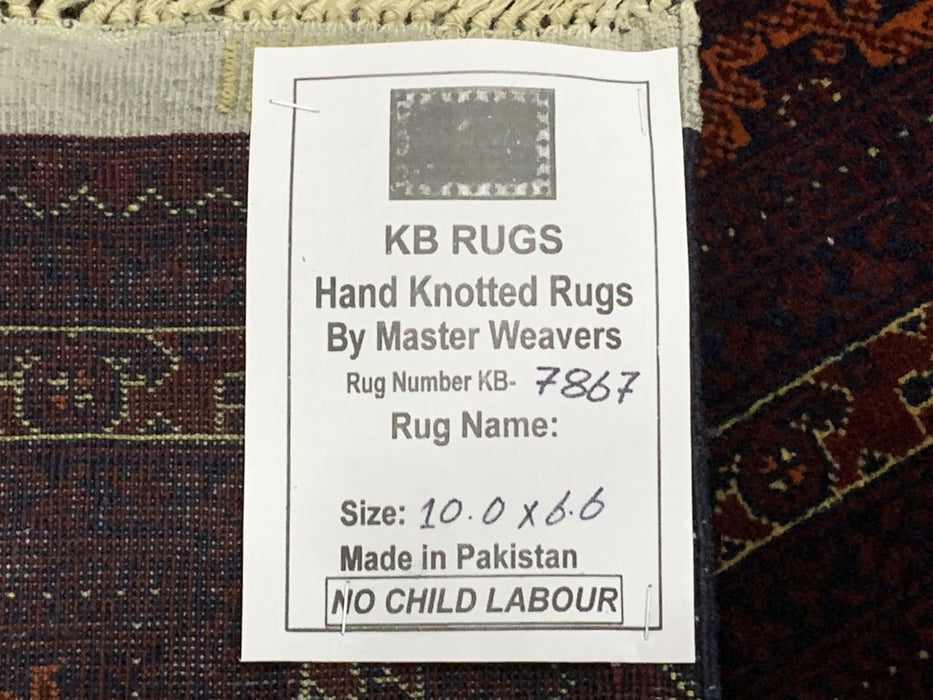 KB RUGS
Hand Knotted Rugs
By Master Weavers
Rug Number KB- 7867
Rug Name:
Size: 10.0 x 6.6
Made in Pakistan
NO CHILD LABOUR